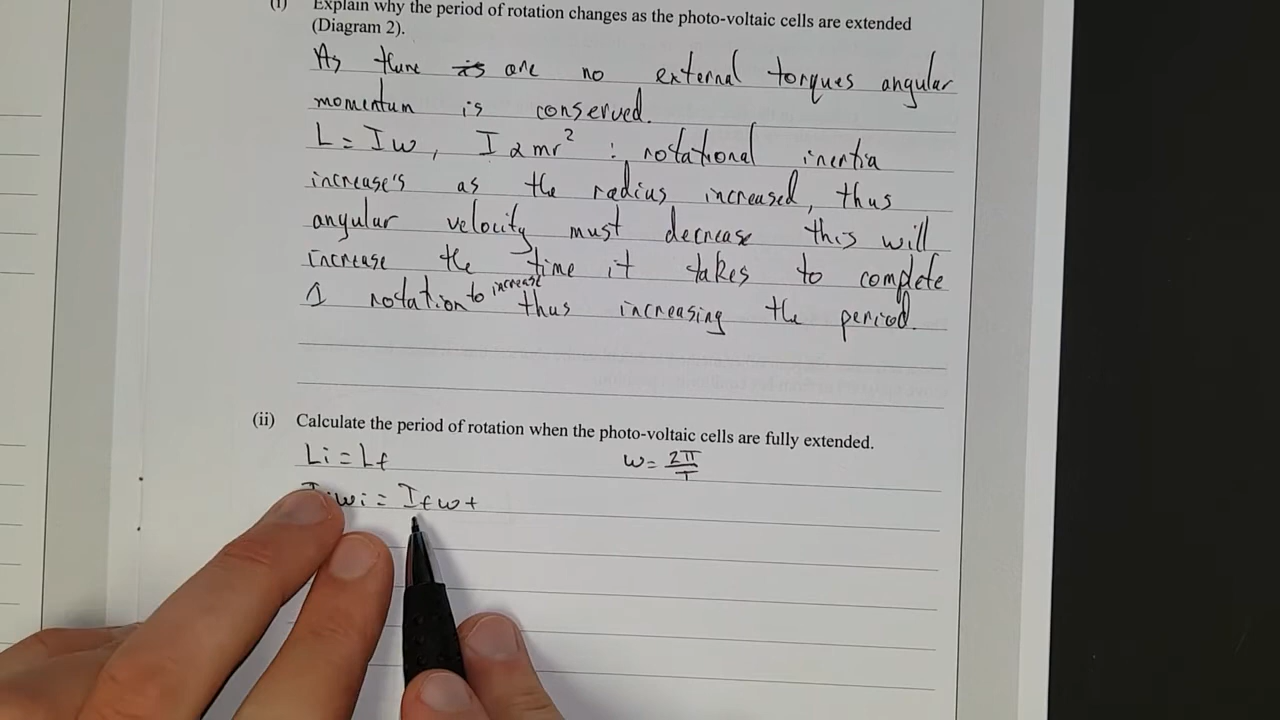 (i) Explain why the period of rotation changes as the photo-voltaic cells are extended
(Diagram 2).
As there is are no external torques angular
momentum is conserved.
L = Iω, I α mr² ∴ rotational inertia
increase's as the radius increased, thus
angular velocity must decrease this will
increase the time it takes to complete
1 rotation to increase thus increasing the period.
(ii) Calculate the period of rotation when the photo-voltaic cells are fully extended.
Li = Lf
ω = 2π/T
ωi = Ifωf